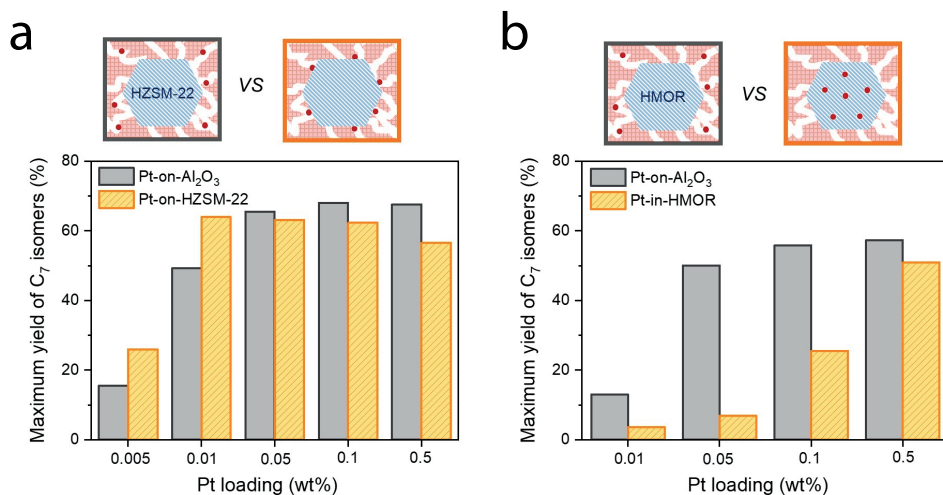 a
HZSM-22
VS
Maximum yield of C₇ isomers (%)
80
60
40
20
0
Pt-on-Al₂O₃
Pt-on-HZSM-22
0.005 0.01 0.05 0.1 0.5
Pt loading (wt%)
b
HMOR
VS
Maximum yield of C₇ isomers (%)
80
60
40
20
0
Pt-on-Al₂O₃
Pt-in-HMOR
0.01 0.05 0.1 0.5
Pt loading (wt%)